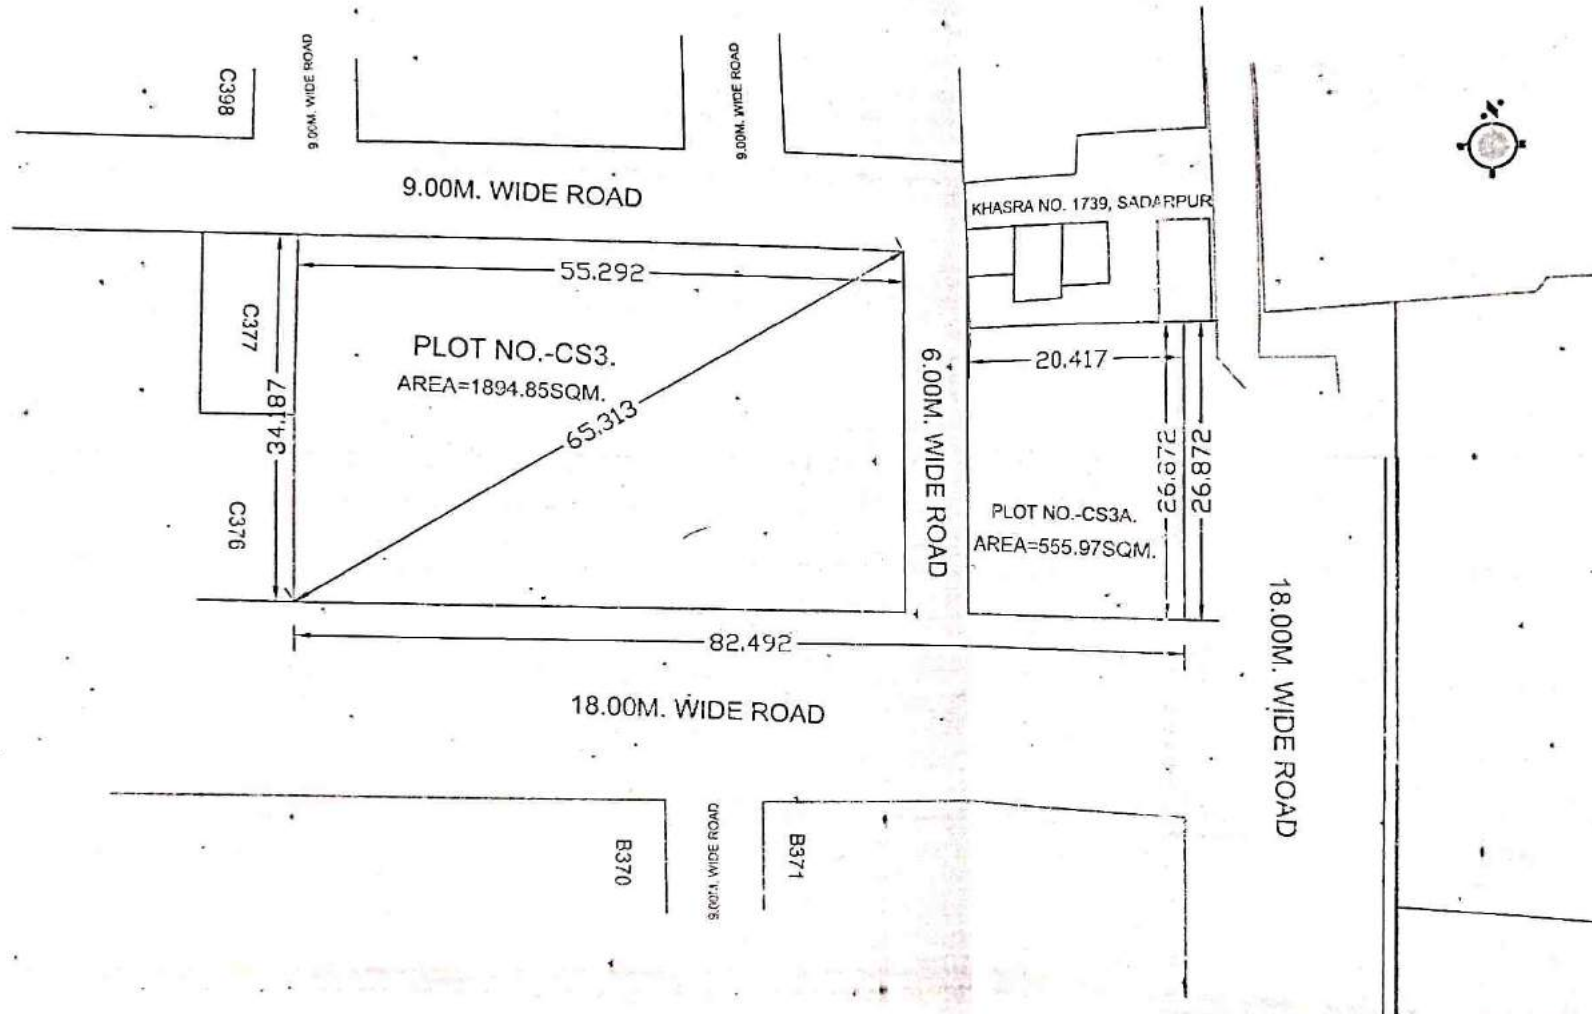 C398
9.00M. WIDE ROAD
9.00M. WIDE ROAD
9.00M. WIDE ROAD
N
KHASRA NO. 1739, SADARPUR
55.292
C377
PLOT NO.-CS3.
AREA=1894.85SQM.
34.187
65.313
6.00M. WIDE ROAD
20.417
26.872
26.872
C376
PLOT NO.-CS3A.
AREA=555.97SQM.
82.492
18.00M. WIDE ROAD
18.00M. WIDE ROAD
B370
9.00M. WIDE ROAD
B371